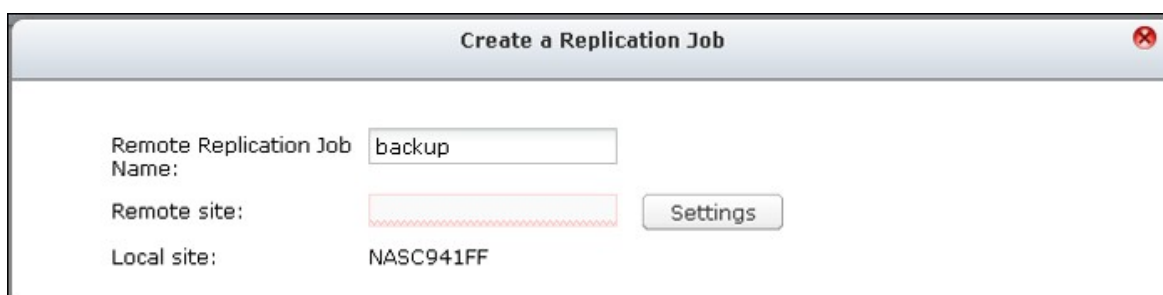 Create a Replication Job
Remote Replication Job
Name:
backup
Remote site:
Settings
Local site:
NASC941FF